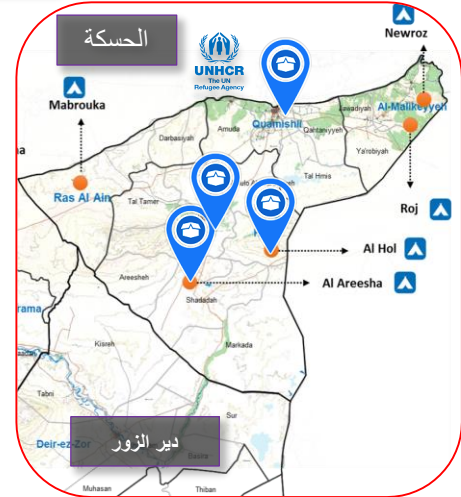 الحسكة
UNHCR
The UN
Refugee Agency
Newroz
Mabrouka
Qamishli
Al-Malikeyyeh
Amuda
Qahtaniyyeh
Darbasiyah
Ya'robiyah
Tal Hmis
Ras Al Ain
Tal Tamer
Roj
Al Hol
Areesheh
Al Areesha
Shadadah
Kisreh
Markada
Tabni
Sur
دير الزور
Deir-ez-Zor
Muhasan
Thiban